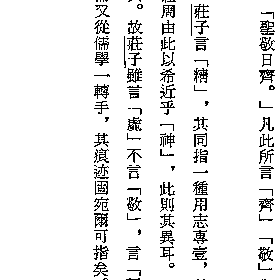 「聖敬日齊。」凡此所言「齊」「敬」
莊子言「精」，其同指一種用志專壹，
程周由此以希近乎「神」，此則其異耳。
。故莊子雖言「虛」不言「敬」，言「
又從儒學一轉手，其痕迹固宛爾可指矣